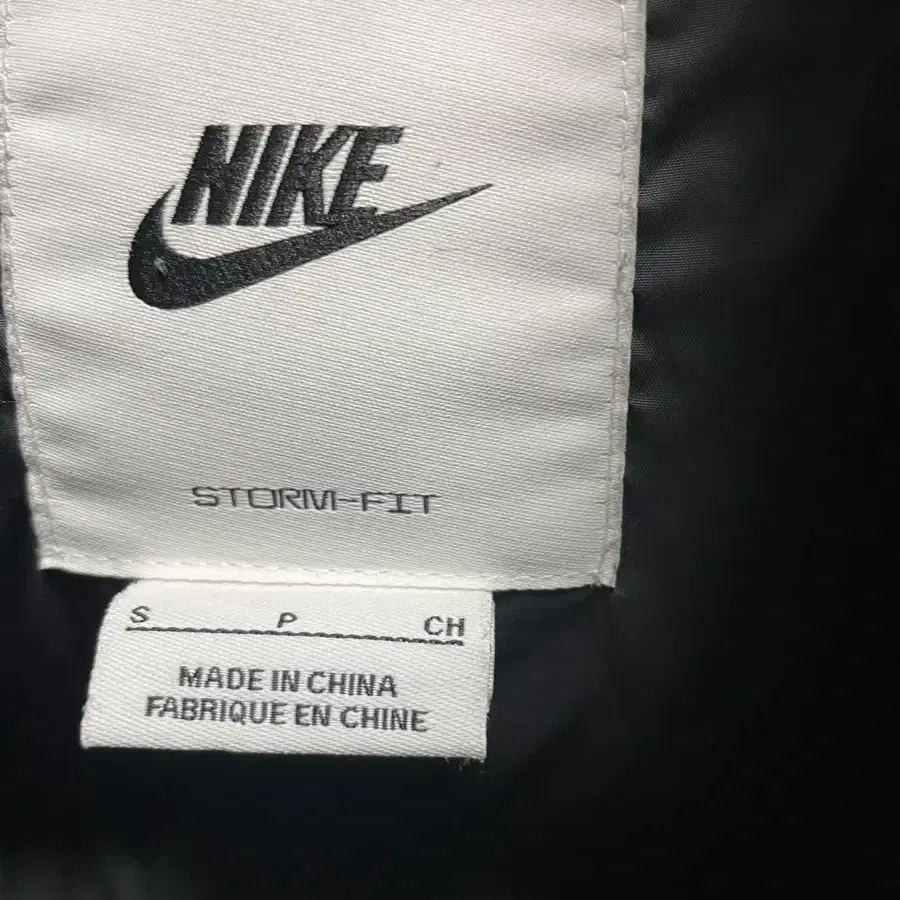 NIKE
STORM-FIT
S P CH
MADE IN CHINA
FABRIQUE EN CHINE